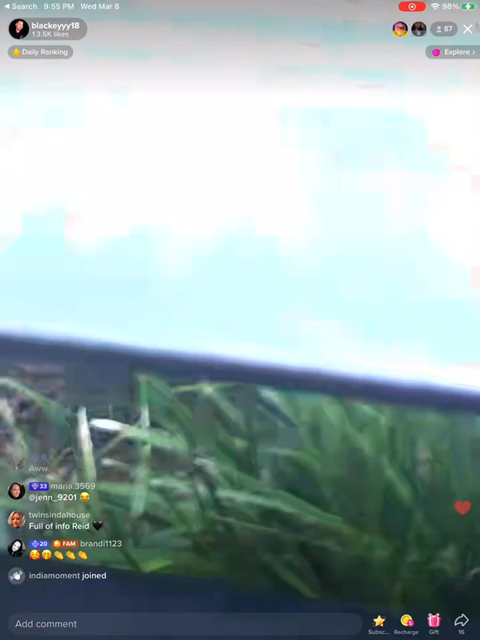 ◀ Search 9:55 PM Wed Mar 8 98%
blackeyyy18
13.5K likes
87
Daily Ranking
Explore >
Aww
33 maria.3569
@jenn_9201 😂
twinsindahouse
Full of info Reid 🖤
20 FAM brandi1123
🥰🤭👏👏👏
indiamoment joined
Add comment
Subsc... Recharge Gift 16